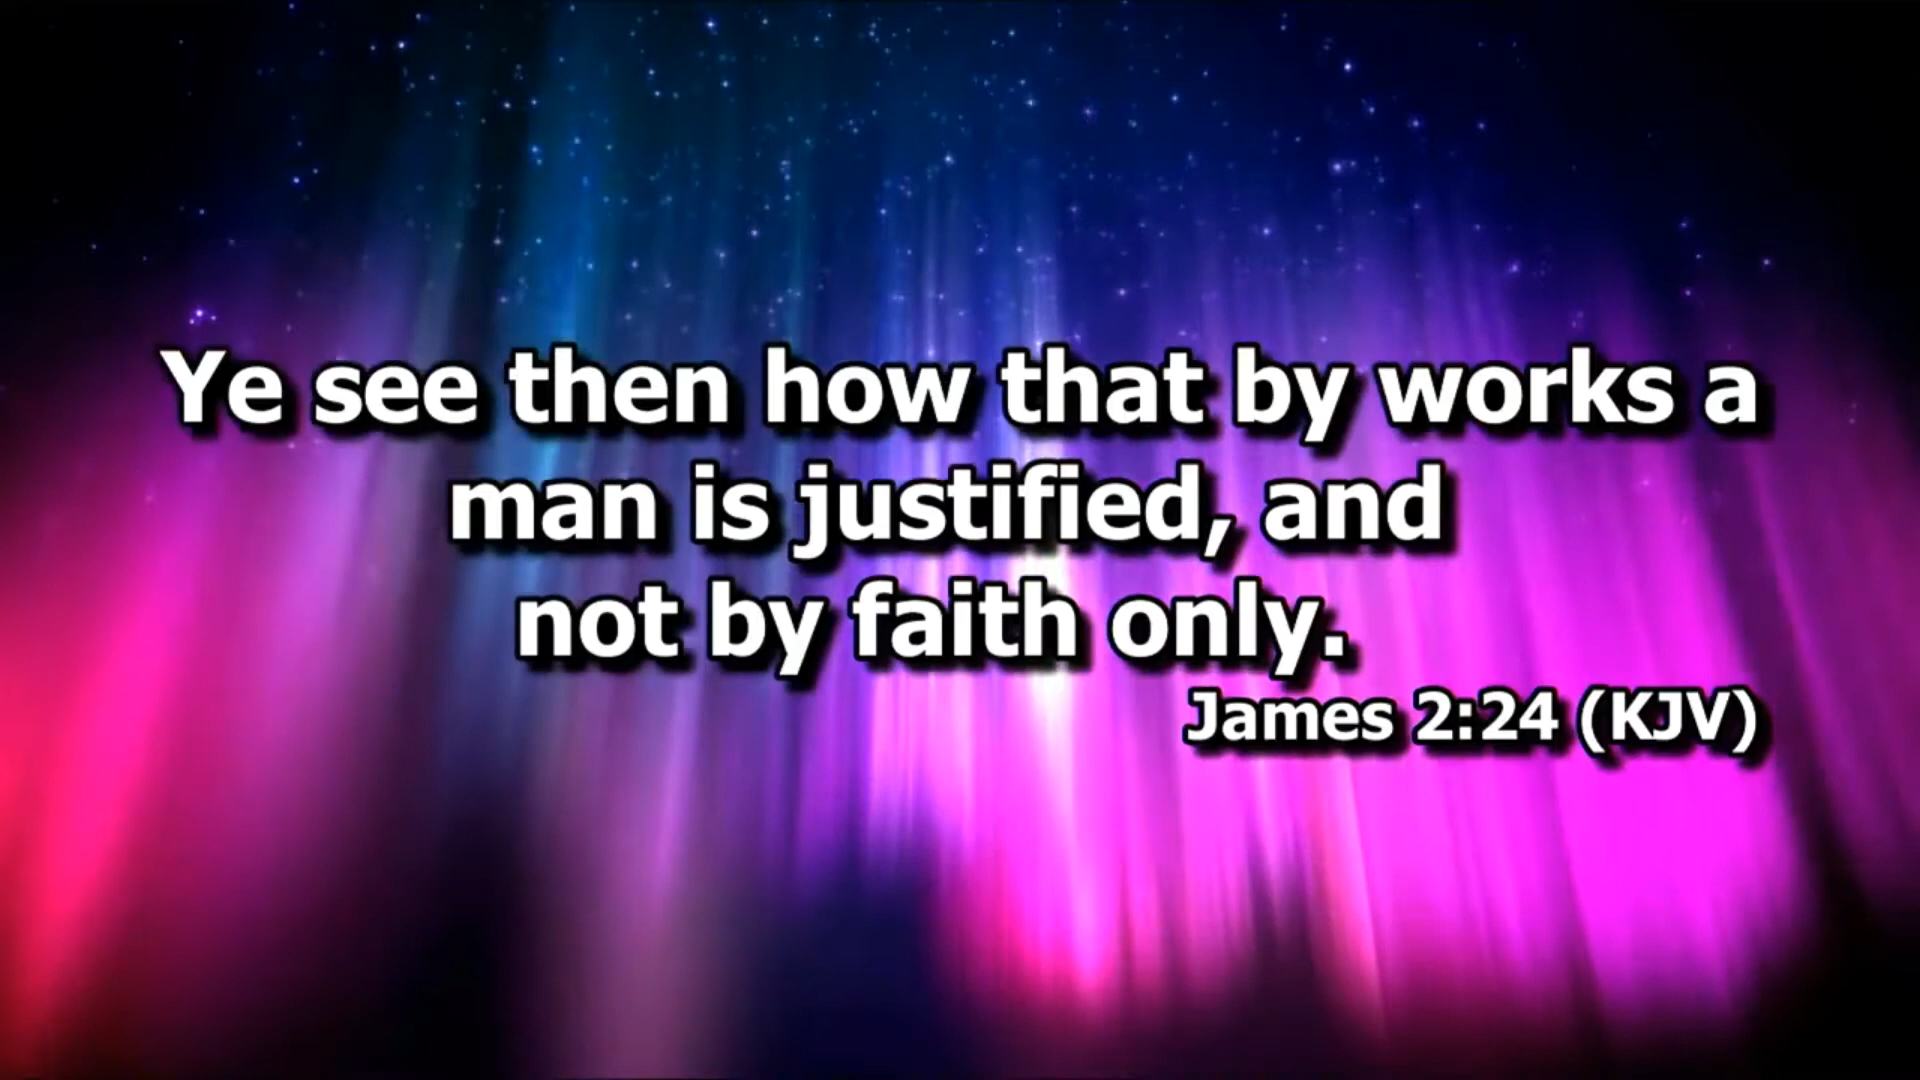 Ye see then how that by works a
man is justified, and
not by faith only.
James 2:24 (KJV)